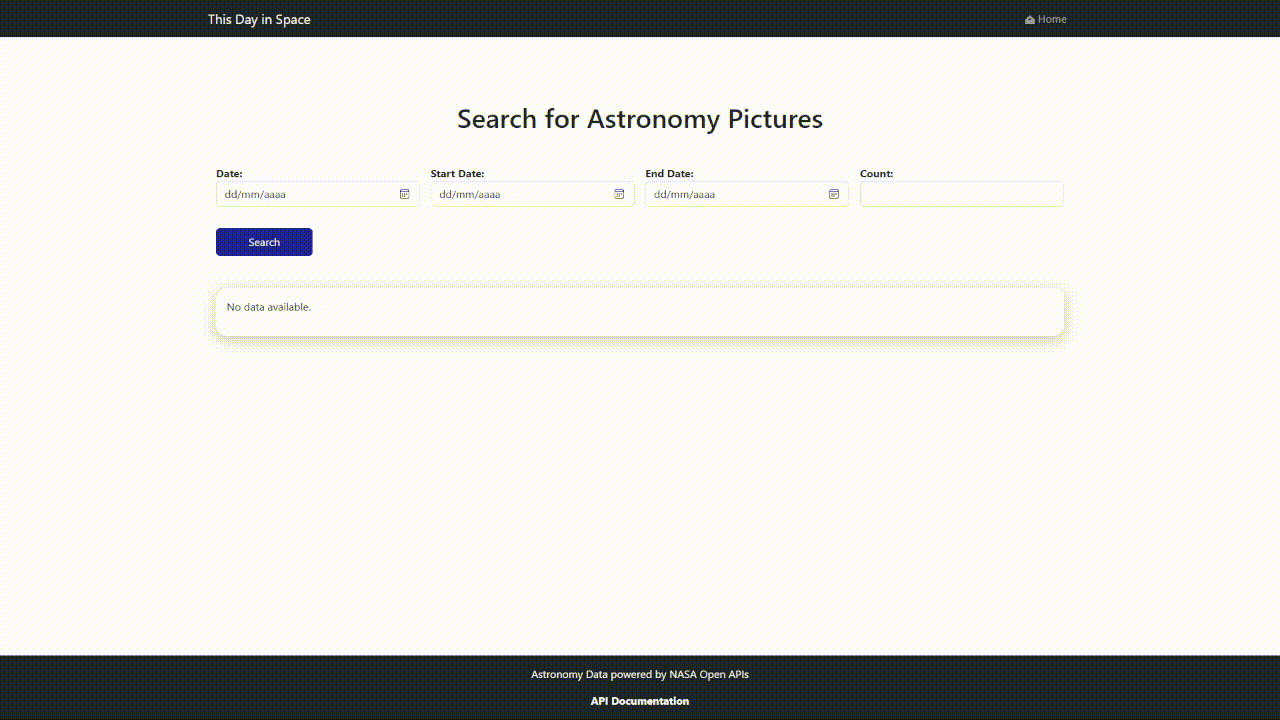 This Day in Space
Home
Search for Astronomy Pictures
Date:
Start Date:
End Date:
Count:
dd/mm/aaaa
dd/mm/aaaa
dd/mm/aaaa
Search
No data available.
Astronomy Data powered by NASA Open APIs
API Documentation